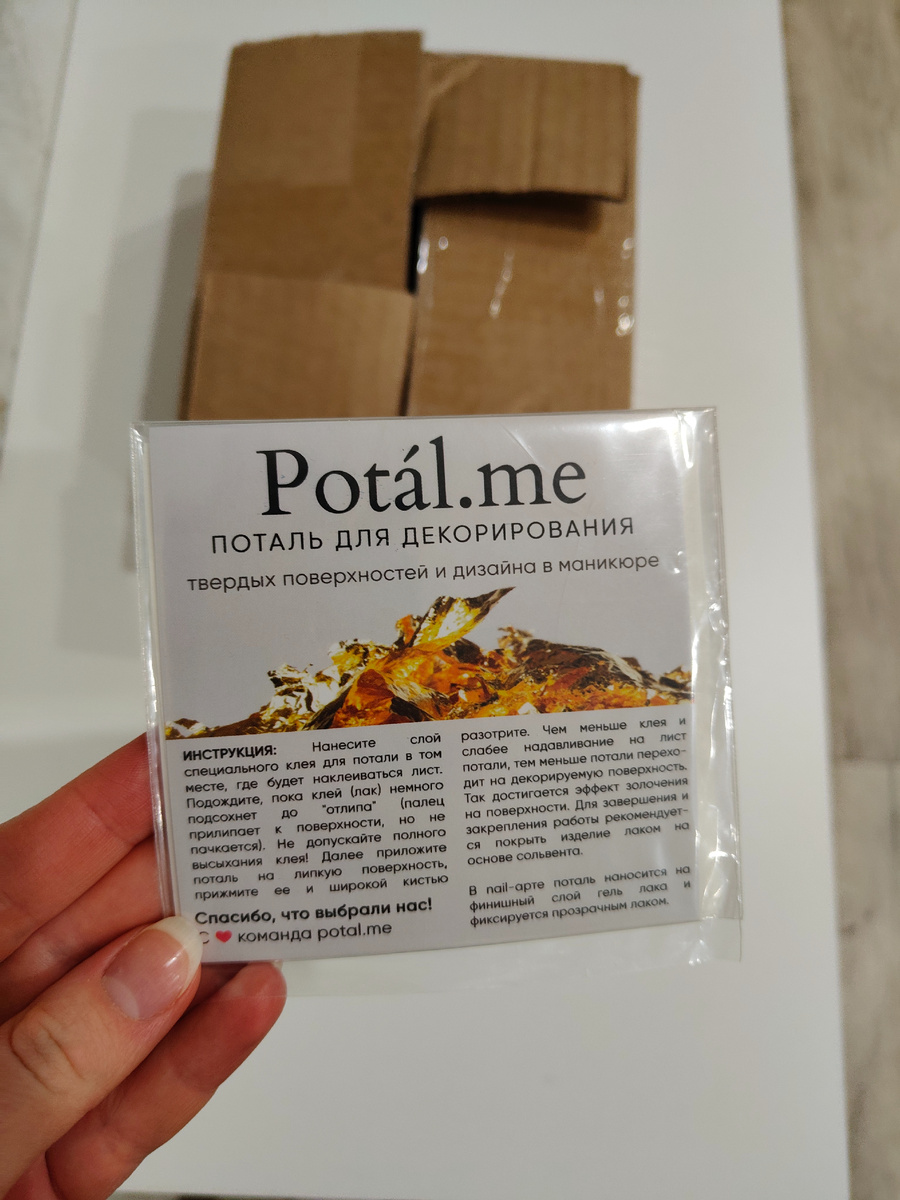 Potál.me
ПОТАЛЬ ДЛЯ ДЕКОРИРОВАНИЯ
твердых поверхностей и дизайна в маникюре
ИНСТРУКЦИЯ: Нанесите слой
специального клея для потали в том
месте, где будет наклеиваться лист.
Подождите, пока клей (лак) немного
подсохнет до "отлипа" (палец
прилипает к поверхности, но не
пачкается). Не допускайте полного
высыхания клея! Далее приложите
поталь на липкую поверхность,
прижмите ее и широкой кистью
разотрите. Чем меньше клея и
слабее надавливание на лист
потали, тем меньше потали перехо-
дит на декорируемую поверхность.
Так достигается эффект золочения
на поверхности. Для завершения и
закрепления работы рекомендует-
ся покрыть изделие лаком на
основе сольвента.
В nail-арте поталь наносится на
финишный слой гель лака и
фиксируется прозрачным лаком.
Спасибо, что выбрали нас!
С ❤ команда potal.me